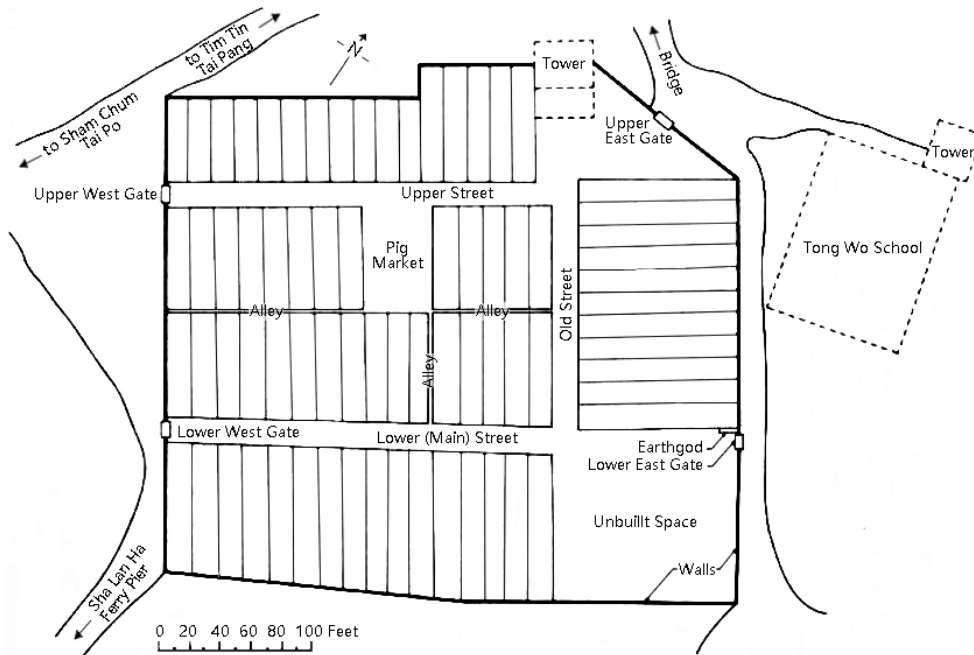 to Tim Tin
Tai Pang
-N-
Tower
Bridge
to Sham Chum
Tai Po
Upper
East Gate
Tower
Upper West Gate
Upper Street
Pig
Market
Tong Wo School
Old Street
Alley
Alley
Alley
Lower West Gate
Lower (Main) Street
Earthgod
Lower East Gate
Unbuillt Space
Walls
Sha Lan Ha
Ferry Pier
0 20 40 60 80 100 Feet